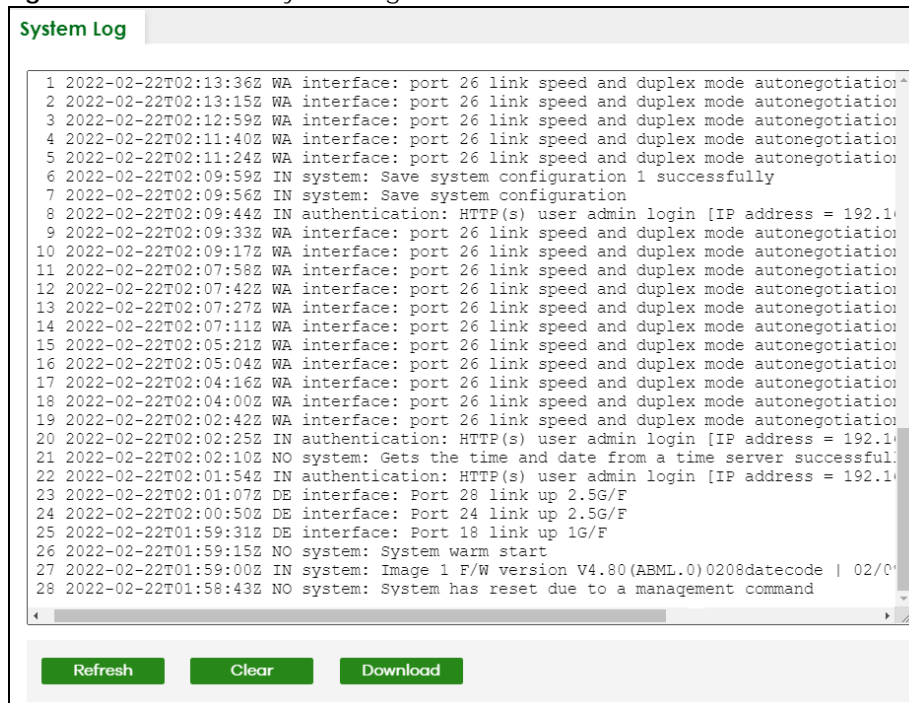 System Log
1 2022-02-22T02:13:36Z WA interface: port 26 link speed and duplex mode autonegotiation
2 2022-02-22T02:13:15Z WA interface: port 26 link speed and duplex mode autonegotiation
3 2022-02-22T02:12:59Z WA interface: port 26 link speed and duplex mode autonegotiation
4 2022-02-22T02:11:40Z WA interface: port 26 link speed and duplex mode autonegotiation
5 2022-02-22T02:11:24Z WA interface: port 26 link speed and duplex mode autonegotiation
6 2022-02-22T02:09:59Z IN system: Save system configuration 1 successfully
7 2022-02-22T02:09:56Z IN system: Save system configuration
8 2022-02-22T02:09:44Z IN authentication: HTTP(s) user admin login [IP address = 192.1
9 2022-02-22T02:09:33Z WA interface: port 26 link speed and duplex mode autonegotiation
10 2022-02-22T02:09:17Z WA interface: port 26 link speed and duplex mode autonegotiation
11 2022-02-22T02:07:58Z WA interface: port 26 link speed and duplex mode autonegotiation
12 2022-02-22T02:07:42Z WA interface: port 26 link speed and duplex mode autonegotiation
13 2022-02-22T02:07:27Z WA interface: port 26 link speed and duplex mode autonegotiation
14 2022-02-22T02:07:11Z WA interface: port 26 link speed and duplex mode autonegotiation
15 2022-02-22T02:05:21Z WA interface: port 26 link speed and duplex mode autonegotiation
16 2022-02-22T02:05:04Z WA interface: port 26 link speed and duplex mode autonegotiation
17 2022-02-22T02:04:16Z WA interface: port 26 link speed and duplex mode autonegotiation
18 2022-02-22T02:04:00Z WA interface: port 26 link speed and duplex mode autonegotiation
19 2022-02-22T02:02:42Z WA interface: port 26 link speed and duplex mode autonegotiation
20 2022-02-22T02:02:25Z IN authentication: HTTP(s) user admin login [IP address = 192.1
21 2022-02-22T02:02:10Z NO system: Gets the time and date from a time server successful
22 2022-02-22T02:01:54Z IN authentication: HTTP(s) user admin login [IP address = 192.1
23 2022-02-22T02:01:07Z DE interface: Port 28 link up 2.5G/F
24 2022-02-22T02:00:50Z DE interface: Port 24 link up 2.5G/F
25 2022-02-22T01:59:31Z DE interface: Port 18 link up 1G/F
26 2022-02-22T01:59:15Z NO system: System warm start
27 2022-02-22T01:59:00Z IN system: Image 1 F/W version V4.80(ABML.0)0208datecode | 02/0
28 2022-02-22T01:58:43Z NO system: System has reset due to a management command
Refresh Clear Download